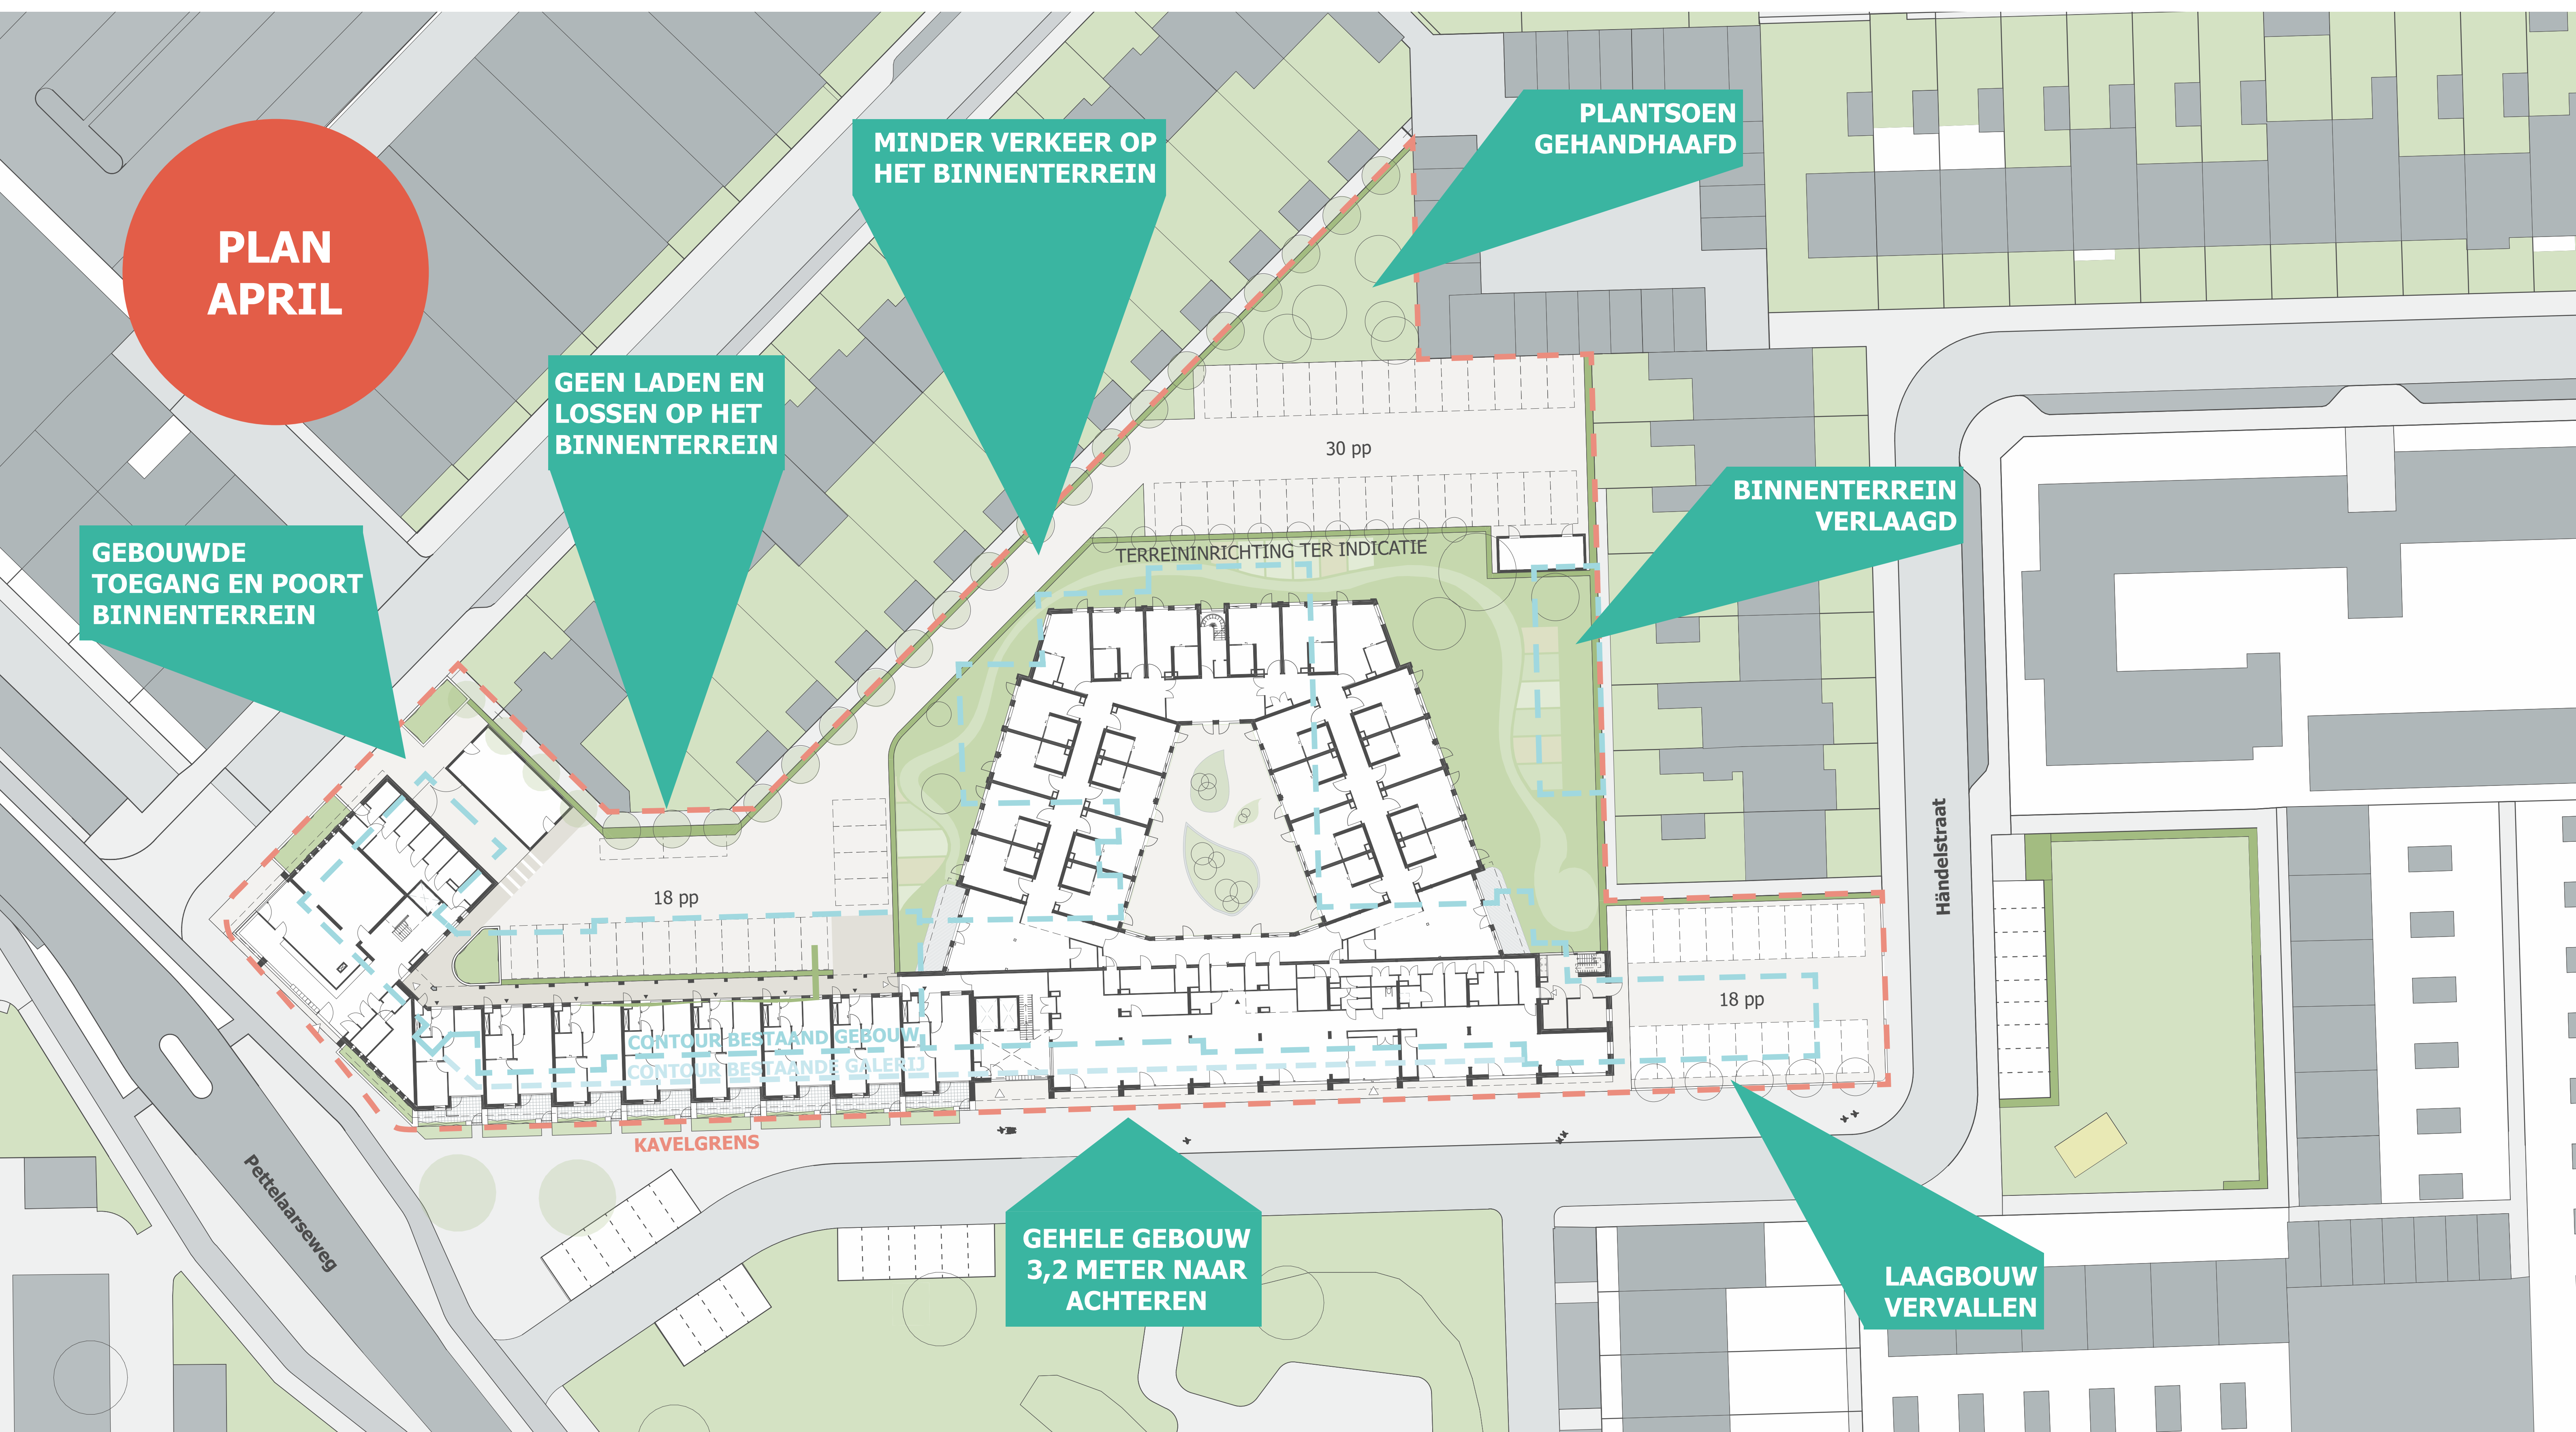 PLAN
APRIL
MINDER VERKEER OP
HET BINNENTERREIN
PLANTSOEN
GEHANDHAAFD
GEEN LADEN EN
LOSSEN OP HET
BINNENTERREIN
30 pp
BINNENTERREIN
VERLAAGD
GEBOUWDE
TOEGANG EN POORT
BINNENTERREIN
TERREININRICHTING TER INDICATIE
18 pp
Händelstraat
18 pp
CONTOUR BESTAAND GEBOUW
CONTOUR BESTAANDE GALERIJ
KAVELGRENS
Pettelaarseweg
GEHELE GEBOUW
3,2 METER NAAR
ACHTEREN
LAAGBOUW
VERVALLEN